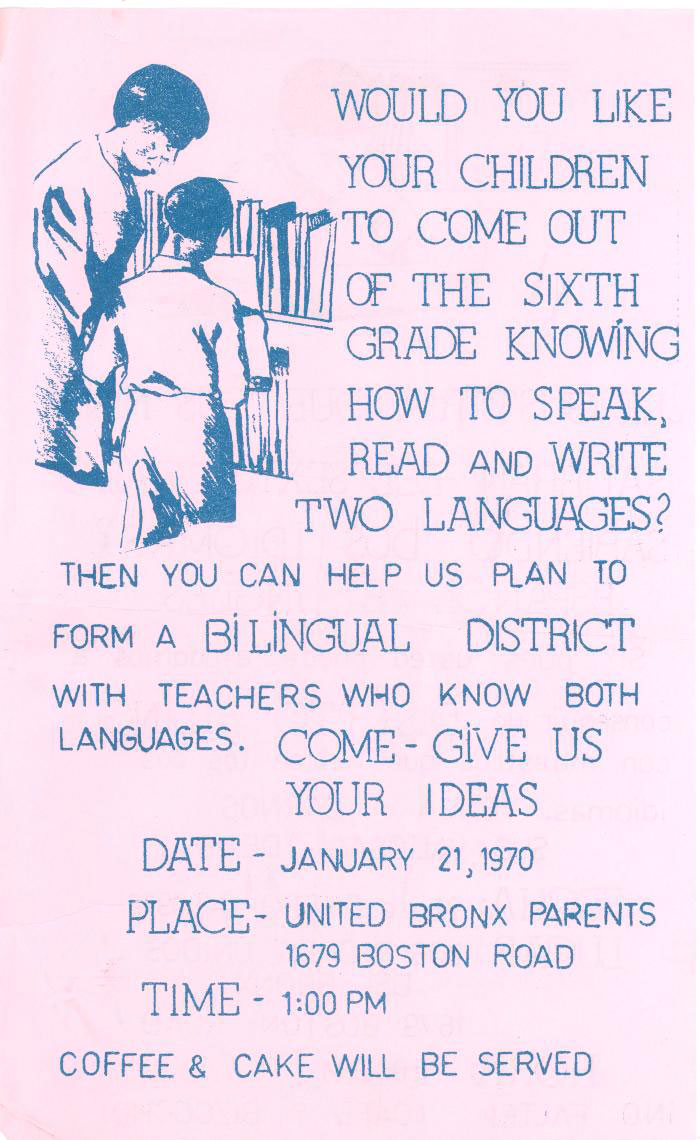 WOULD YOU LIKE
YOUR CHILDREN
TO COME OUT
OF THE SIXTH
GRADE KNOWING
HOW TO SPEAK,
READ AND WRITE
TWO LANGUAGES?
THEN YOU CAN HELP US PLAN TO
FORM A BILINGUAL DISTRICT
WITH TEACHERS WHO KNOW BOTH
LANGUAGES. COME - GIVE US
YOUR IDEAS
DATE - JANUARY 21, 1970
PLACE - UNITED BRONX PARENTS
1679 BOSTON ROAD
TIME - 1:00 PM
COFFEE & CAKE WILL BE SERVED